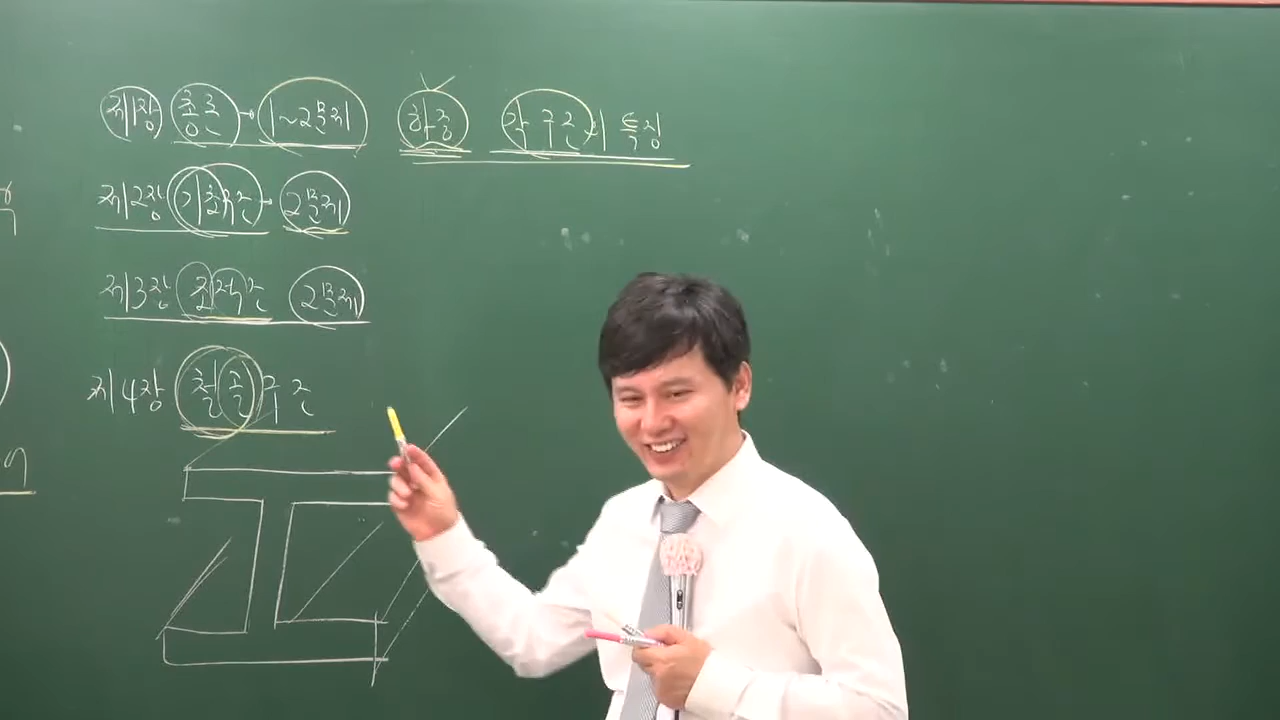 제1장 총론 → 1~2문제 하중 각 구조의 특징
제2장 기초구조 → 2문제
제3장 조적구조 2문제
제4장 철골구조